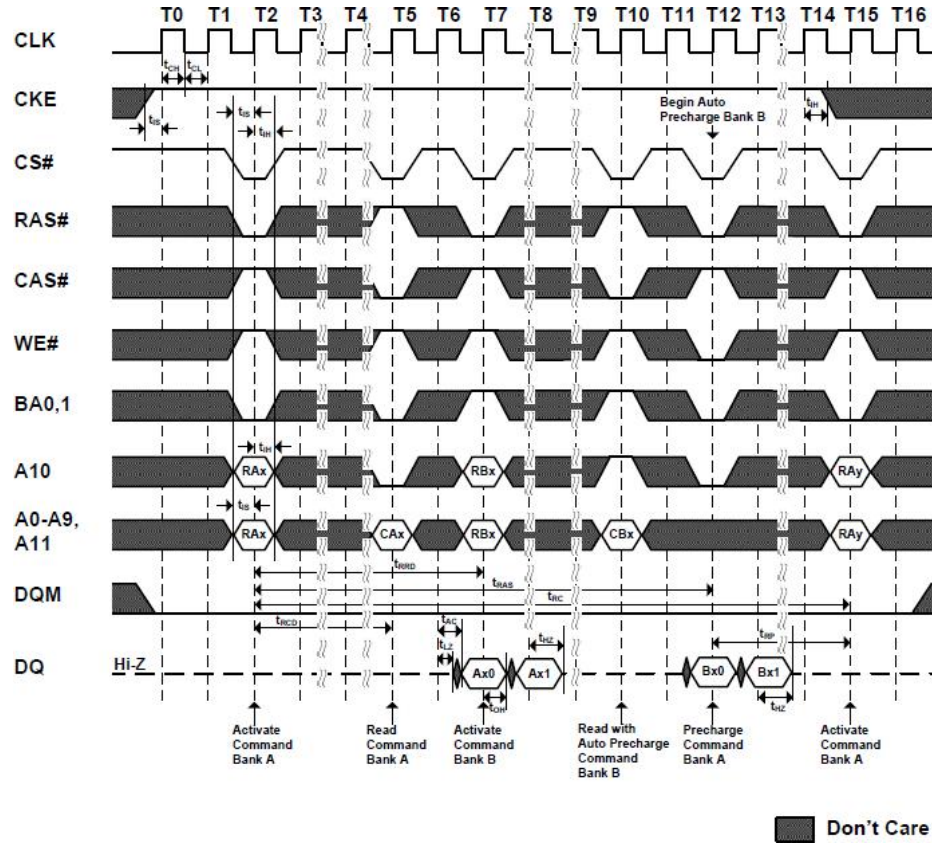 T0 T1 T2 T3 T4 T5 T6 T7 T8 T9 T10 T11 T12 T13 T14 T15 T16
CLK
tCH tCL
CKE
tIS tIS tIH
Begin Auto
Precharge Bank B
tIH
CS#
RAS#
CAS#
WE#
BA0,1
tIH
A10
RAx RBx RAy
tIS
A0-A9,
A11
RAx CAx RBx CBx RAy
tRRD
tRAS
DQM
tRC
tRCD tAC tRP
tLZ tHZ
DQ
Hi-Z
Ax0 Ax1 Bx0 Bx1
tOH tHZ
Activate
Command
Bank A
Read
Command
Bank A
Activate
Command
Bank B
Read with
Auto Precharge
Command
Bank B
Precharge
Command
Bank A
Activate
Command
Bank A
Don't Care